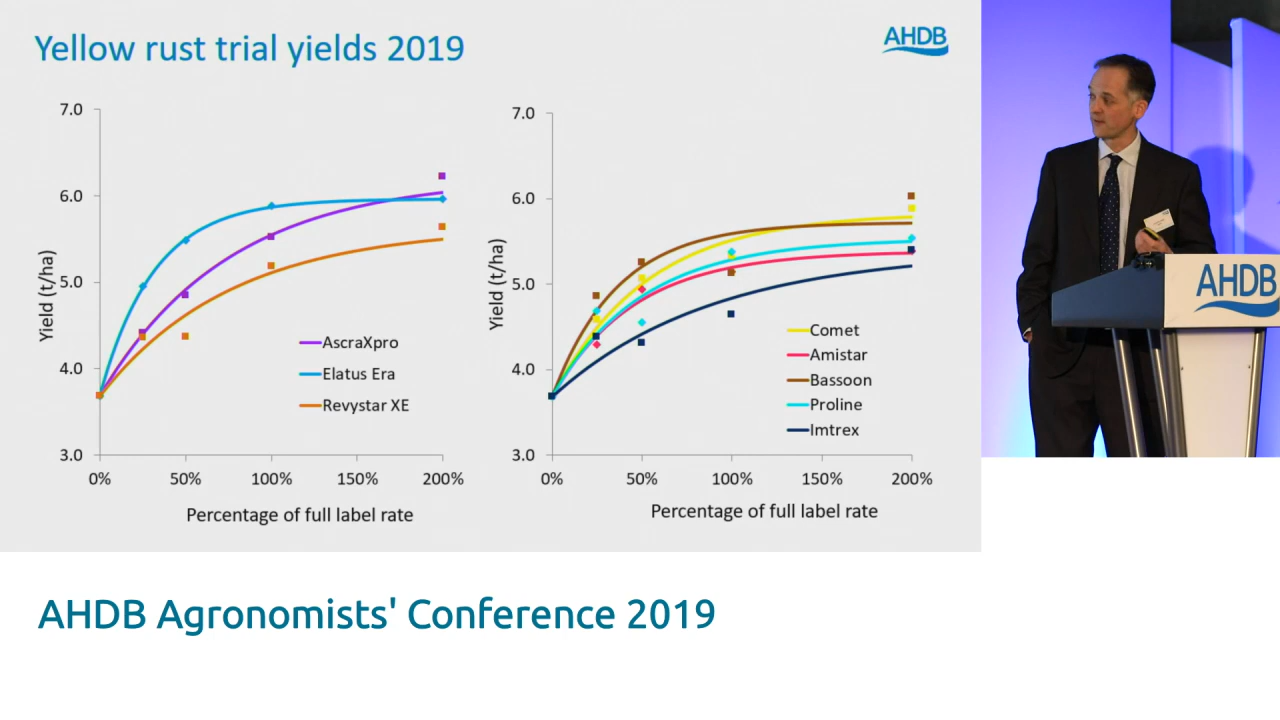 Yellow rust trial yields 2019
AHDB
7.0
6.0
5.0
4.0
3.0
Yield (t/ha)
AscraXpro
Elatus Era
Revystar XE
0% 50% 100% 150% 200%
Percentage of full label rate
7.0
6.0
5.0
4.0
3.0
Yield (t/ha)
Comet
Amistar
Bassoon
Proline
Imtrex
0% 50% 100% 150% 200%
Percentage of full label rate
AHDB
AHDB Agronomists' Conference 2019